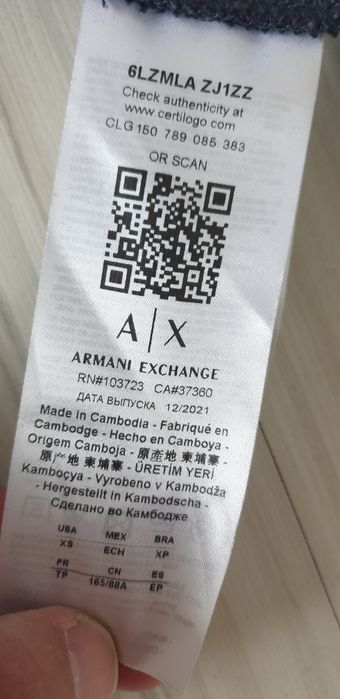 6LZMLA ZJ1ZZ
Check authenticity at
www.certilogo.com
CLG 150 789 085 383
OR SCAN
A|X
ARMANI EXCHANGE
RN#103723 CA#37360
ДАТА ВЫПУСКА 12/2021
Made in Cambodia - Fabriqué en
Cambodge - Hecho en Camboya -
Origem Camboja - 原産地 柬埔寨 -
原产地 柬埔寨 - ÜRETİM YERİ
Kamboçya - Vyrobeno v Kambodža
- Hergestellt in Kambodscha -
Сделано во Камбодже
USA MEX BRA
XS ECH XP
FR CN ES
TP 165/88A EP